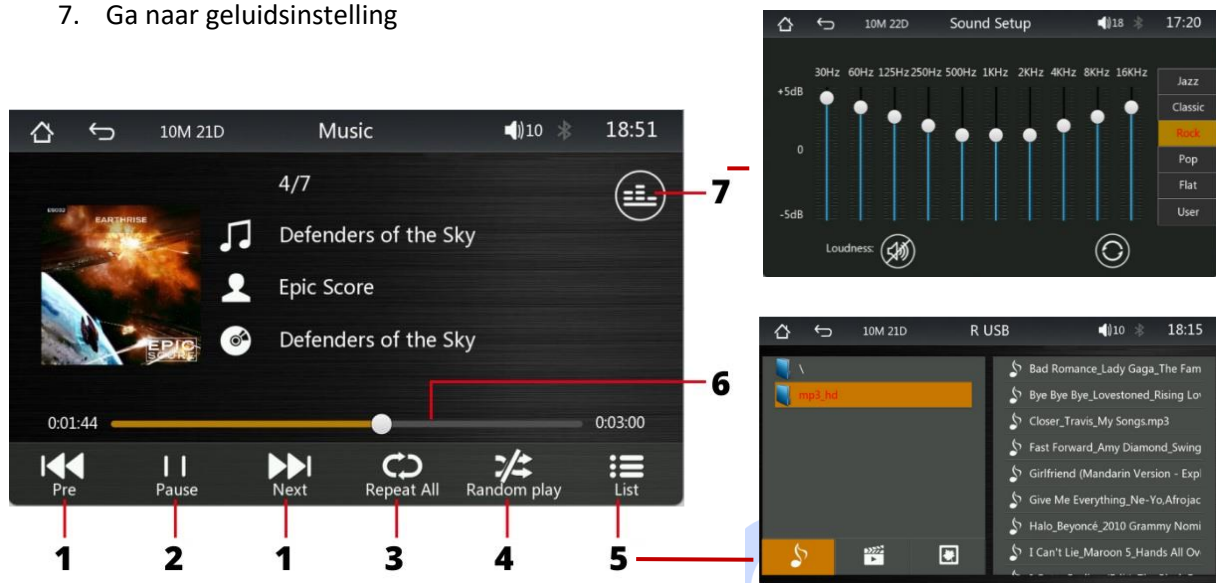 7. Ga naar geluidsinstelling
10M 21D Music 10 18:51
4/7
EARTHRISE
EPIC
SCORE
Defenders of the Sky
Epic Score
Defenders of the Sky
7
6
0:01:44 0:03:00
Pre Pause Next Repeat All Random play List
1 2 1 3 4 5
10M 22D Sound Setup 18 17:20
30Hz 60Hz 125Hz 250Hz 500Hz 1KHz 2KHz 4KHz 8KHz 16KHz
+5dB
0
-5dB
Jazz
Classic
Rock
Pop
Flat
User
Loudness:
10M 21D R USB 10 18:15
\
mp3_hd
Bad Romance_Lady Gaga_The Fam
Bye Bye Bye_Lovestoned_Rising Lov
Closer_Travis_My Songs.mp3
Fast Forward_Amy Diamond_Swing
Girlfriend (Mandarin Version - Expl
Give Me Everything_Ne-Yo,Afrojac
Halo_Beyoncé_2010 Grammy Nomi
I Can't Lie_Maroon 5_Hands All Ov